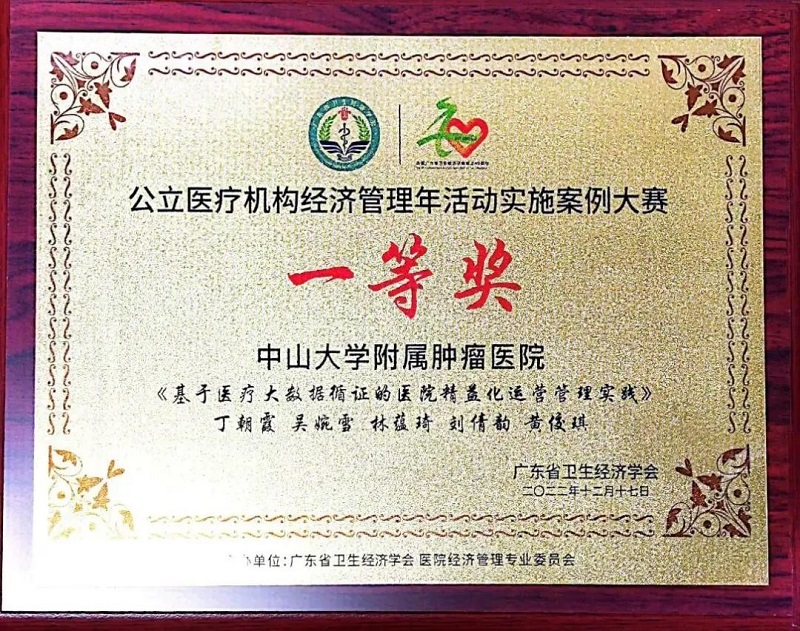 公立医疗机构经济管理年活动实施案例大赛
一等奖
中山大学附属肿瘤医院
《基于医疗大数据循证的医院精益化运营管理实践》
丁朝霞 吴婉雪 林蕴琦 刘倩韵 黄俊琪
广东省卫生经济学会
二〇二二年十二月十七日
办单位：广东省卫生经济学会 医院经济管理专业委员会